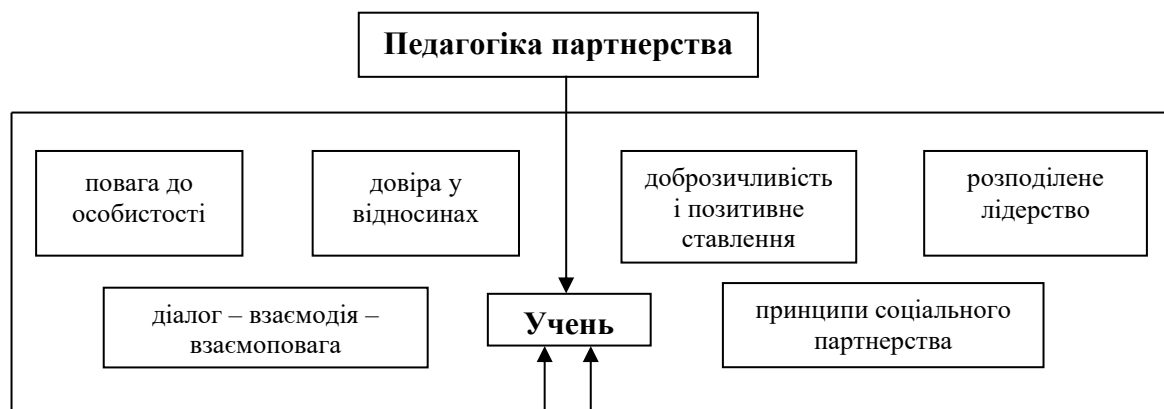 Педагогіка партнерства
повага до
особистості
довіра у
відносинах
доброзичливість
і позитивне
ставлення
розподілене
лідерство
діалог – взаємодія –
взаємоповага
Учень
принципи соціального
партнерства